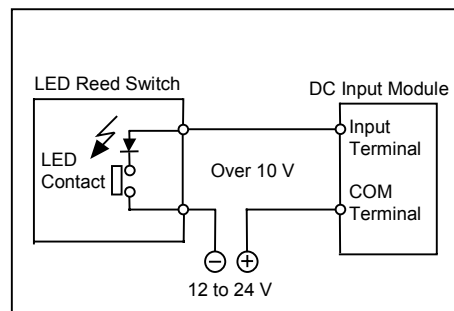 LED Reed Switch
DC Input Module
LED
Contact
Over 10 V
Input
Terminal
COM
Terminal
− +
12 to 24 V